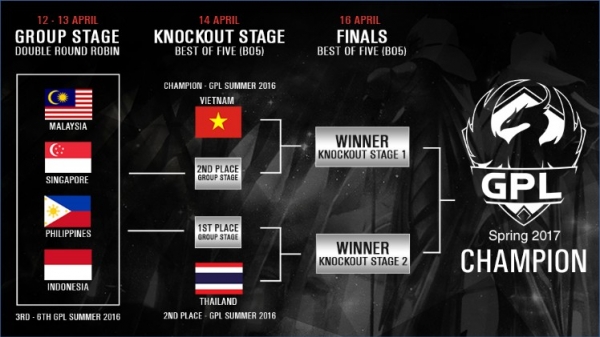 12 - 13 APRIL
GROUP STAGE
DOUBLE ROUND ROBIN
MALAYSIA
SINGAPORE
PHILIPPINES
INDONESIA
3RD - 6TH GPL SUMMER 2016
14 APRIL
KNOCKOUT STAGE
BEST OF FIVE (BO5)
CHAMPION - GPL SUMMER 2016
VIETNAM
2ND PLACE
GROUP STAGE
1ST PLACE
GROUP STAGE
THAILAND
2ND PLACE - GPL SUMMER 2016
16 APRIL
FINALS
BEST OF FIVE (BO5)
WINNER
KNOCKOUT STAGE 1
WINNER
KNOCKOUT STAGE 2
GPL
Spring 2017
CHAMPION